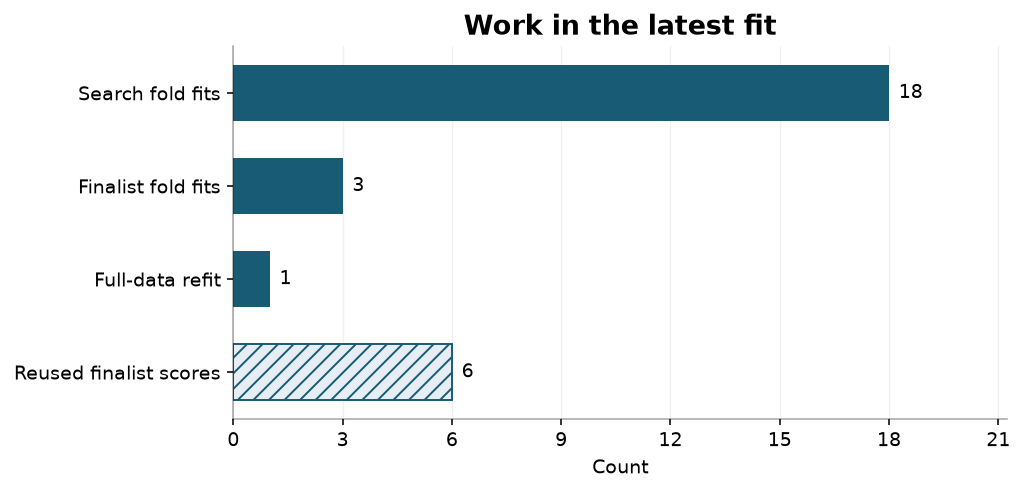 Work in the latest fit
Search fold fits
18
Finalist fold fits
3
Full-data refit
1
Reused finalist scores
6
0 3 6 9 12 15 18 21
Count